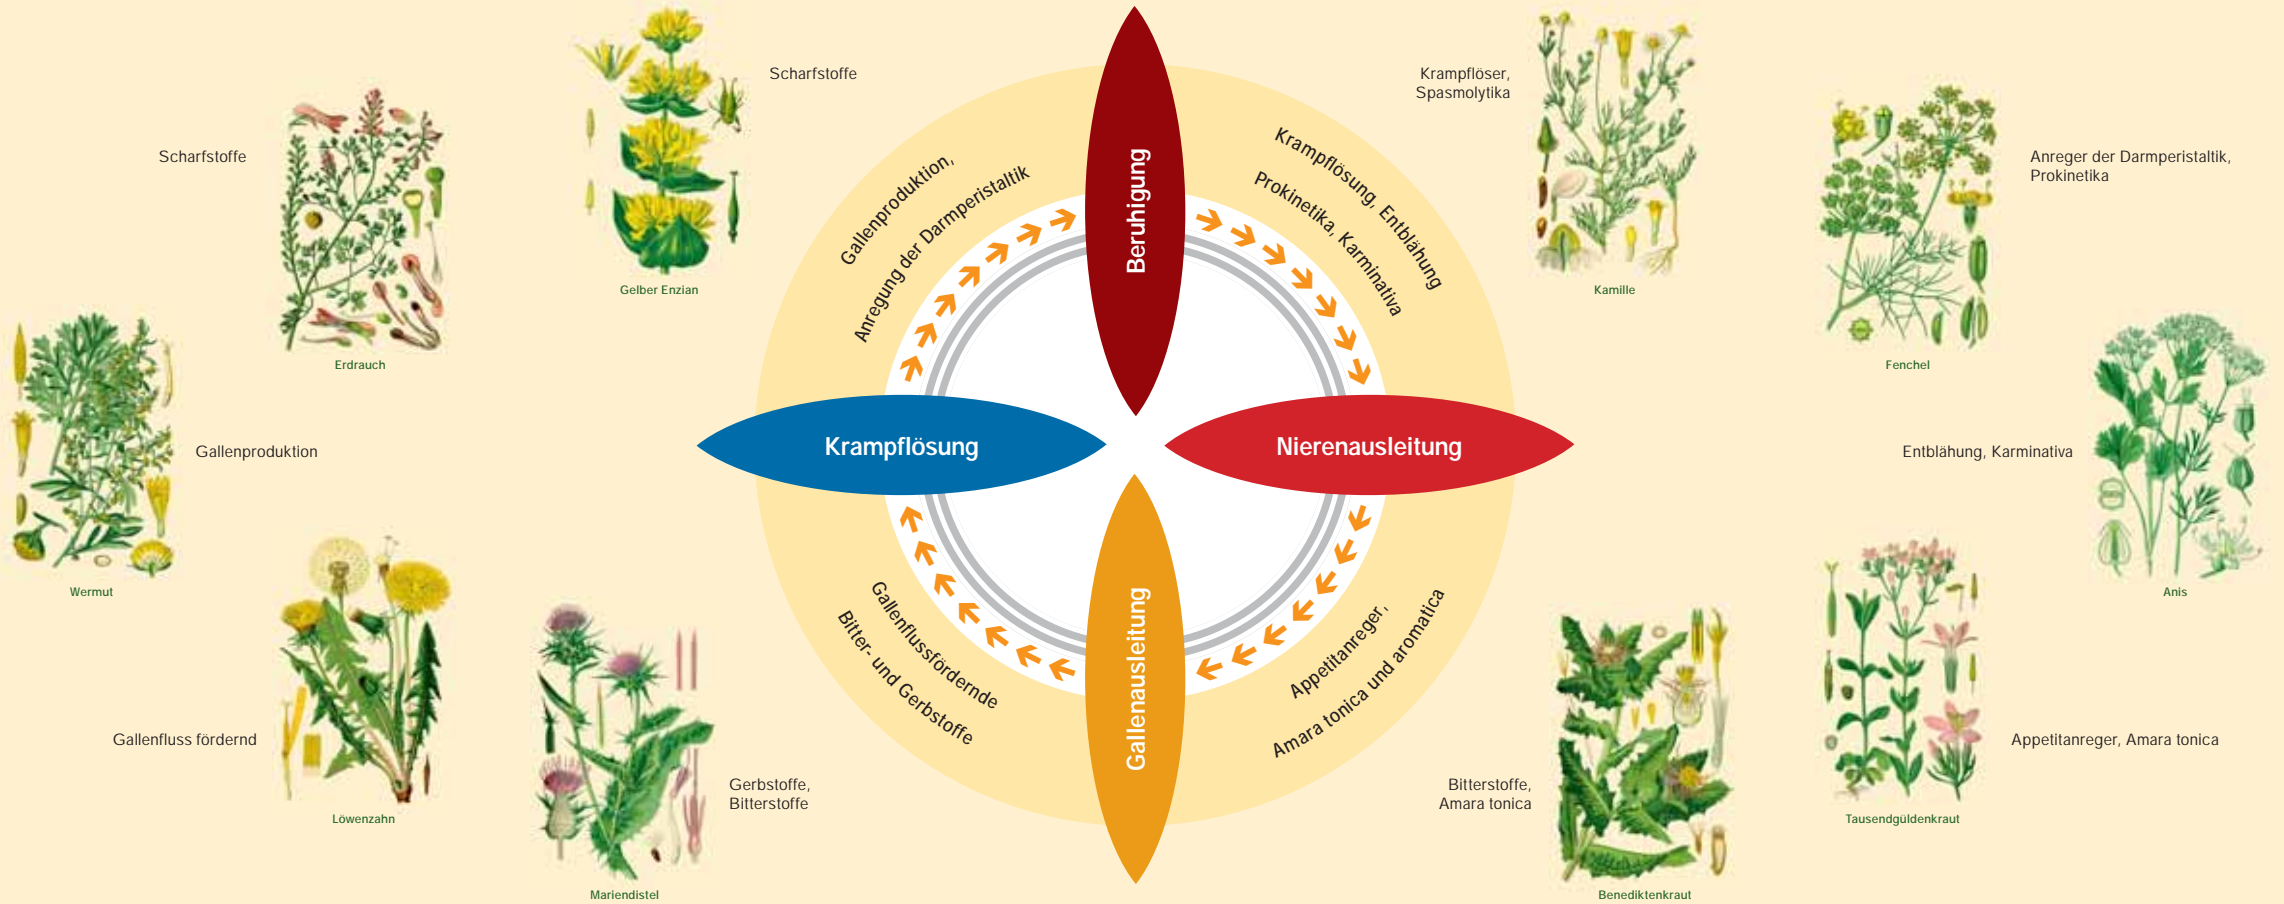 Scharfstoffe
Gelber Enzian
Scharfstoffe
Erdrauch
Gallenproduktion
Wermut
Gallenfluss fördernd
Löwenzahn
Gerbstoffe,
Bitterstoffe
Mariendistel
Gallenproduktion,
Anregung der Darmperistaltik
Beruhigung
Krampflösung, Entblähung
Prokinetika, Karminativa
Krampflösung
Nierenausleitung
Gallenflussfördernde
Bitter- und Gerbstoffe
Gallenausleitung
Appetitanreger,
Amara tonica und aromatica
Krampflöser,
Spasmolytika
Kamille
Anreger der Darmperistaltik,
Prokinetika
Fenchel
Entblähung, Karminativa
Anis
Appetitanreger, Amara tonica
Tausendgüldenkraut
Bitterstoffe,
Amara tonica
Benediktenkraut